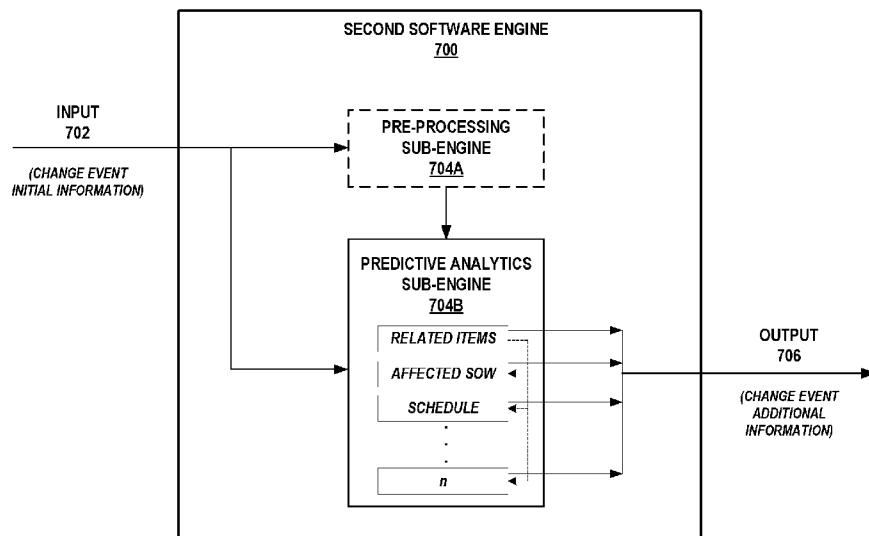 SECOND SOFTWARE ENGINE
700
INPUT
702
(CHANGE EVENT
INITIAL INFORMATION)
PRE-PROCESSING
SUB-ENGINE
704A
PREDICTIVE ANALYTICS
SUB-ENGINE
704B
RELATED ITEMS
AFFECTED SOW
SCHEDULE
n
OUTPUT
706
(CHANGE EVENT
ADDITIONAL
INFORMATION)